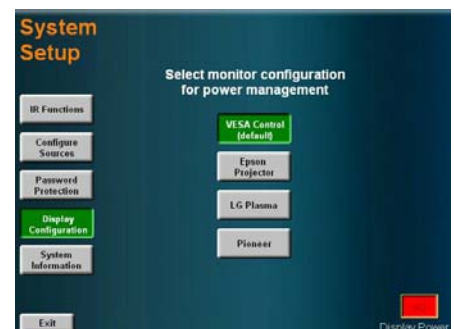 System
Setup
Select monitor configuration
for power management
IR Functions
Configure
Sources
Password
Protection
Display
Configuration
System
Information
Exit
VESA Control
(default)
Epson
Projector
LG Plasma
Pioneer
Display Power